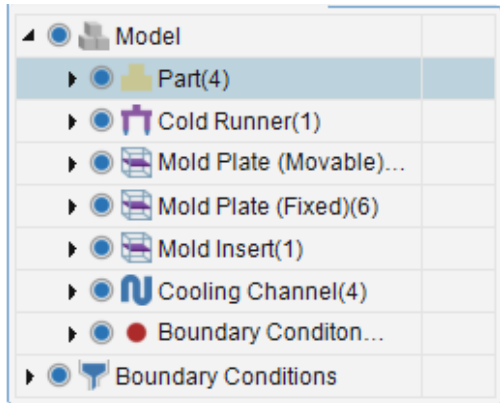 Model
Part(4)
Cold Runner(1)
Mold Plate (Movable)...
Mold Plate (Fixed)(6)
Mold Insert(1)
Cooling Channel(4)
Boundary Conditon...
Boundary Conditions